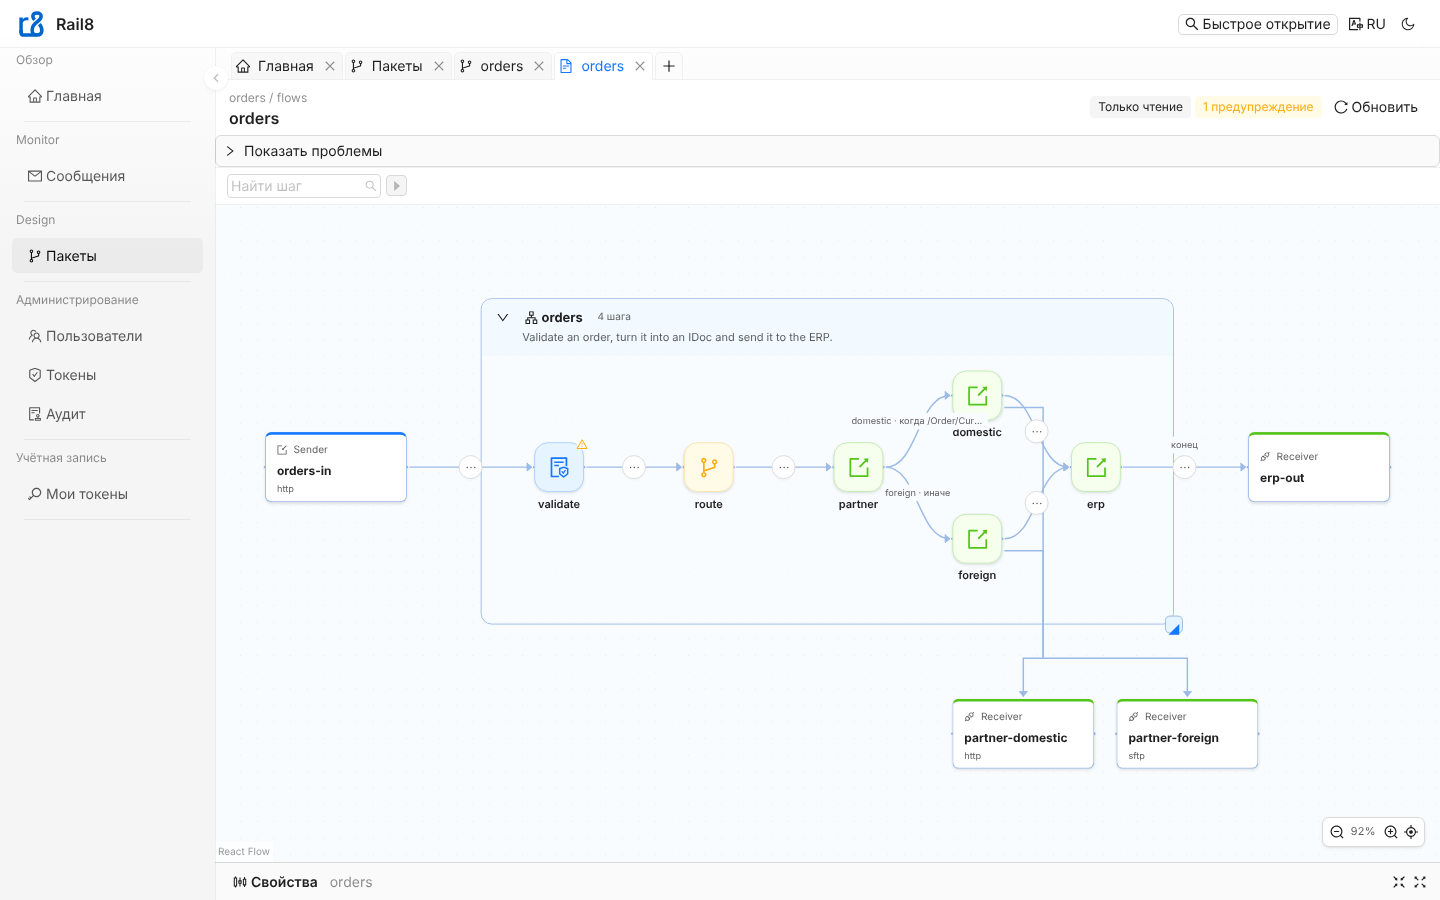 Rail8
Быстрое открытие
RU
Обзор
Главная
Monitor
Сообщения
Design
Пакеты
Администрирование
Пользователи
Токены
Аудит
Учётная запись
Мои токены
Главная
Пакеты
orders
orders
orders / flows
orders
Только чтение
1 предупреждение
Обновить
Показать проблемы
Найти шаг
orders
4 шага
Validate an order, turn it into an IDoc and send it to the ERP.
Sender
orders-in
http
validate
route
partner
domestic · когда /Order/Cur...
domestic
foreign · иначе
foreign
erp
конец
Receiver
erp-out
Receiver
partner-domestic
http
Receiver
partner-foreign
sftp
92%
React Flow
Свойства
orders